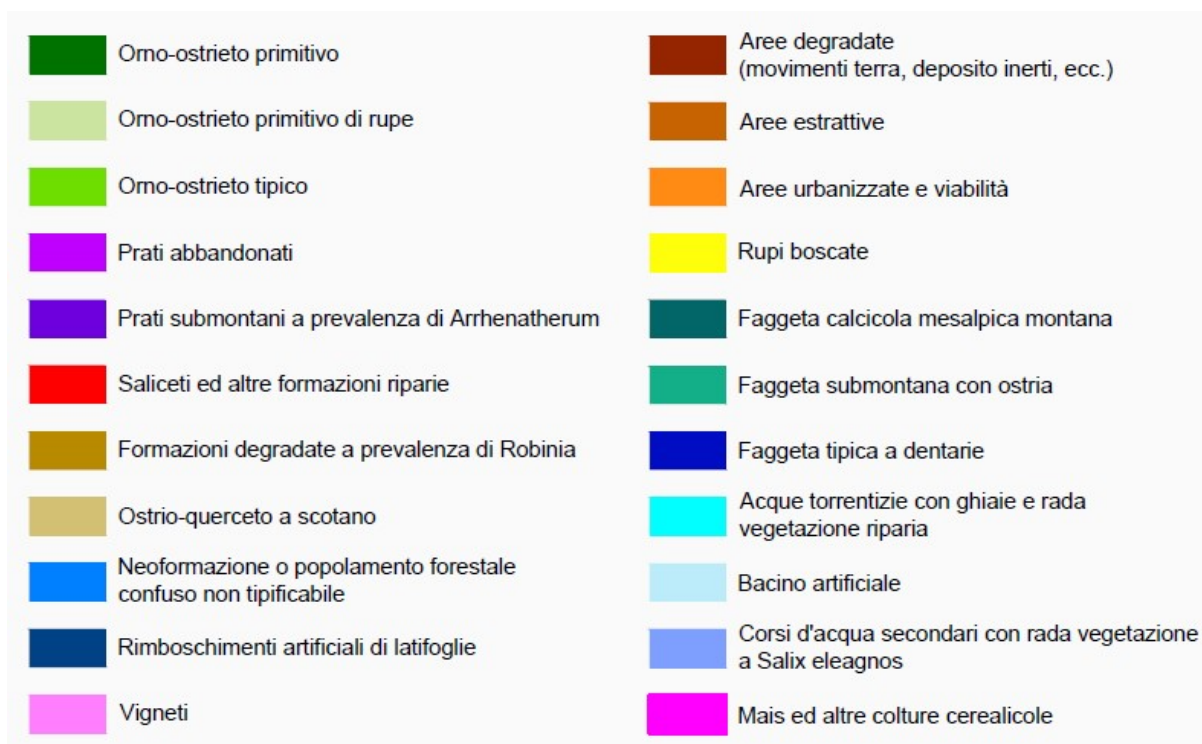 Orno-ostrieto primitivo
Orno-ostrieto primitivo di rupe
Orno-ostrieto tipico
Prati abbandonati
Prati submontani a prevalenza di Arrhenatherum
Saliceti ed altre formazioni riparie
Formazioni degradate a prevalenza di Robinia
Ostrio-querceto a scotano
Neoformazione o popolamento forestale
confuso non tipificabile
Rimboschimenti artificiali di latifoglie
Vigneti
Aree degradate
(movimenti terra, deposito inerti, ecc.)
Aree estrattive
Aree urbanizzate e viabilità
Rupi boscate
Faggeta calcicola mesalpica montana
Faggeta submontana con ostria
Faggeta tipica a dentarie
Acque torrentizie con ghiaie e rada
vegetazione riparia
Bacino artificiale
Corsi d'acqua secondari con rada vegetazione
a Salix eleagnos
Mais ed altre colture cerealicole